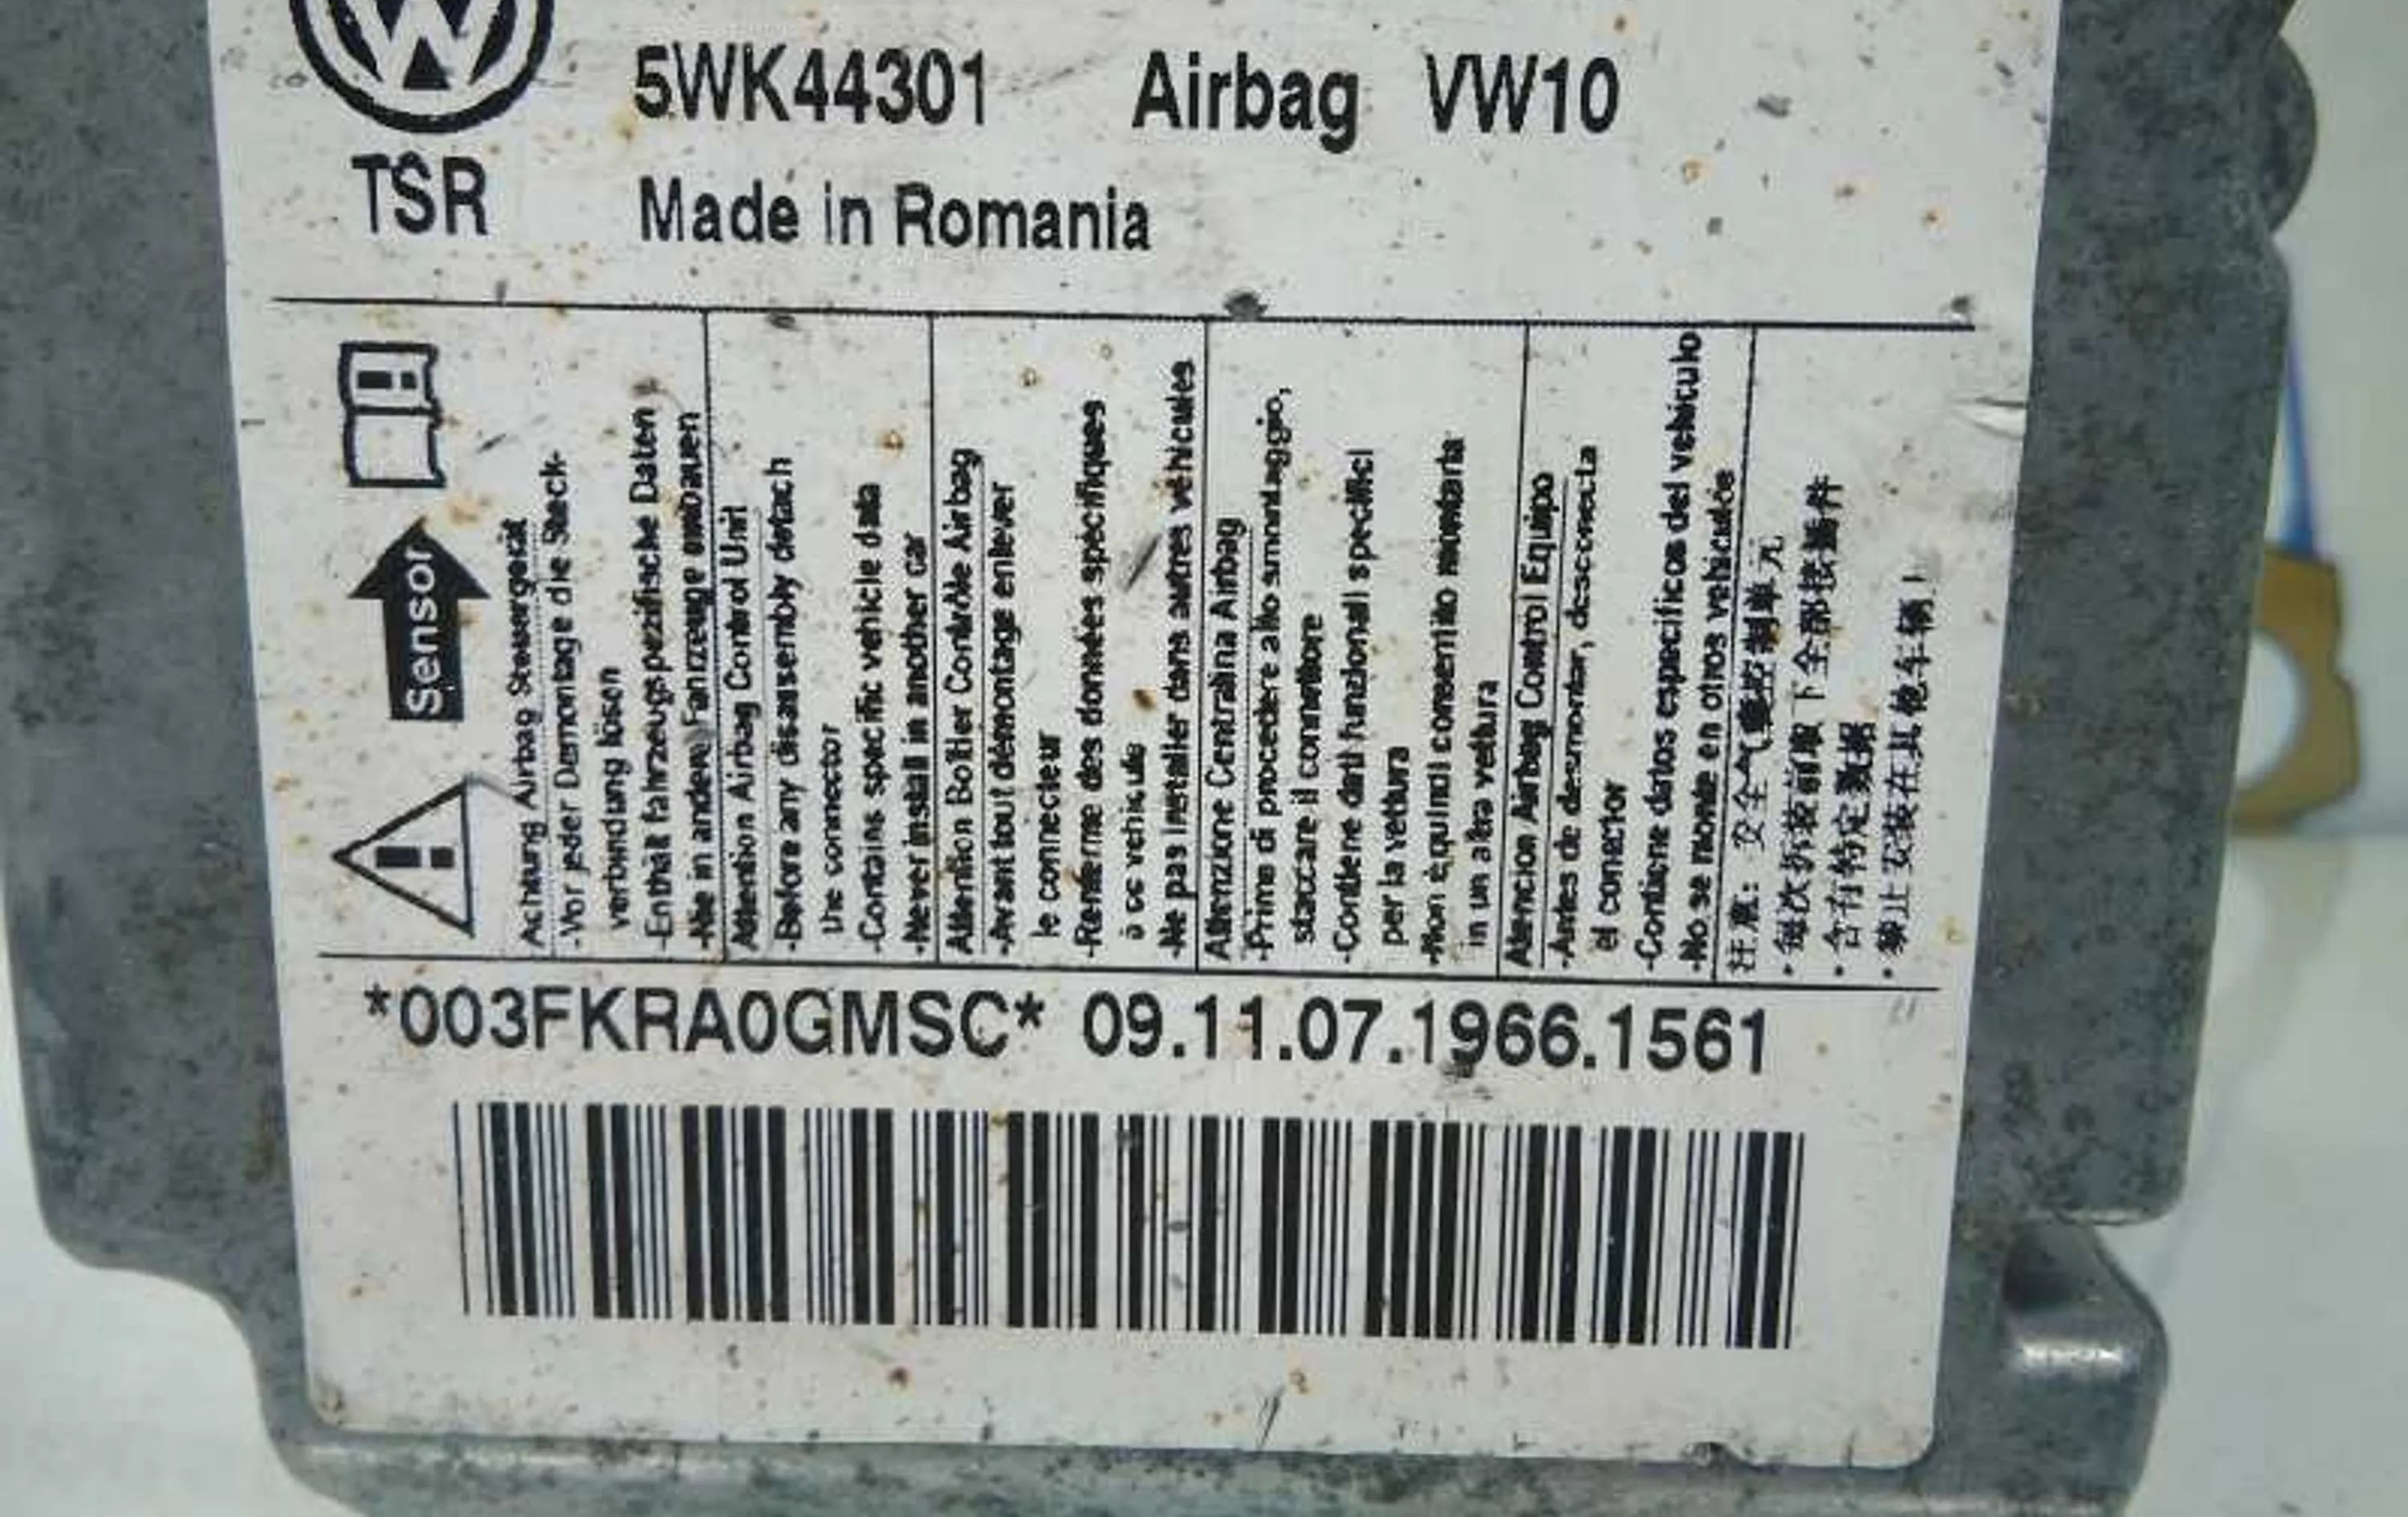 5WK44301 Airbag VW10
TSR
Made in Romania
Sensor
Achtung Airbag Steuergerät
-Vor jeder Demontage die Steck-
verbindung lösen
-Enthält fahrzeugspezifische Daten
-Nie in andere Fahrzeuge einbauen
Attention Airbag Control Unit
-Before any disassembly detach
the connector
-Contains specific vehicle data
-Never install in another car
Attention Boîtier Contrôle Airbag
-Avant tout démontage enlever
le connecteur
-Renferme des données spécifiques
à ce véhicule
-Ne pas installer dans autres véhicules
Attenzione Centralina Airbag
-Prima di procedere allo smontaggio,
staccare il connettore
-Contiene dati funzionali specifici
per la vettura
-Non è quindi consentito montarla
in un altra vettura
Atencion Airbag Control Equipo
-Antes de desmontar, desconecta
el conector
-Contiene datos especificos del vehiculo
-No se monte en otros vehiculos
注意：安全气囊控制单元
·每次拆装前取下全部接插件
·含有特定数据
·禁止安装在其他车辆！
*003FKRA0GMSC* 09.11.07.1966.1561